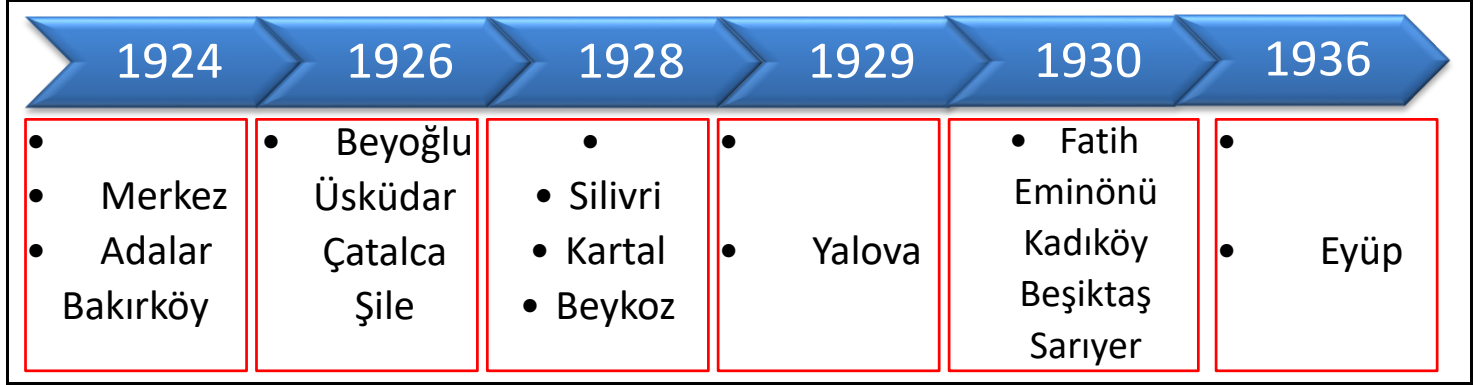 1924
1926
1928
1929
1930
1936
•
• Merkez
• Adalar
Bakırköy
• Beyoğlu
Üsküdar
Çatalca
Şile
•
• Silivri
• Kartal
• Beykoz
•
• Yalova
• Fatih
Eminönü
Kadıköy
Beşiktaş
Sarıyer
•
• Eyüp